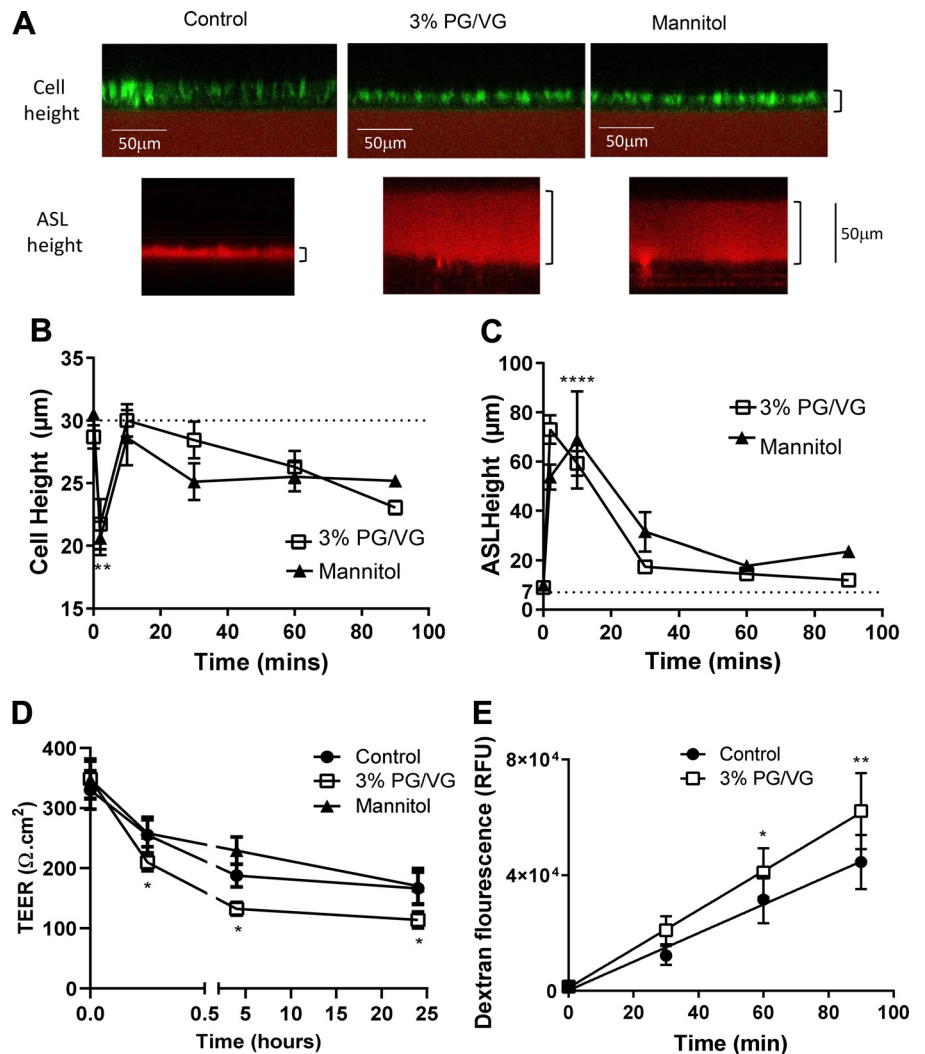 A
Control
3% PG/VG
Mannitol
Cell
height
50µm
50µm
50µm
ASL
height
50µm
B
35
30
25
20
15
Cell Height (µm)
**
3% PG/VG
Mannitol
0
20
40
60
80
100
Time (mins)
C
100
80
60
40
20
7
0
ASLHeight (µm)
****
3% PG/VG
Mannitol
0
20
40
60
80
100
Time (mins)
D
400
300
200
100
0
TEER (Ω.cm²)
Control
3% PG/VG
Mannitol
*
*
*
0.0
0.5
5
10
15
20
25
Time (hours)
E
8×10⁴
4×10⁴
0
Dextran flourescence (RFU)
Control
3% PG/VG
*
**
0
20
40
60
80
100
Time (min)